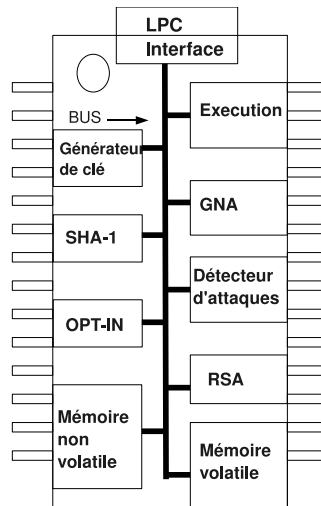 LPC
Interface
BUS
Execution
Générateur
de clé
GNA
SHA-1
Détecteur
d'attaques
OPT-IN
RSA
Mémoire
non
volatile
Mémoire
volatile